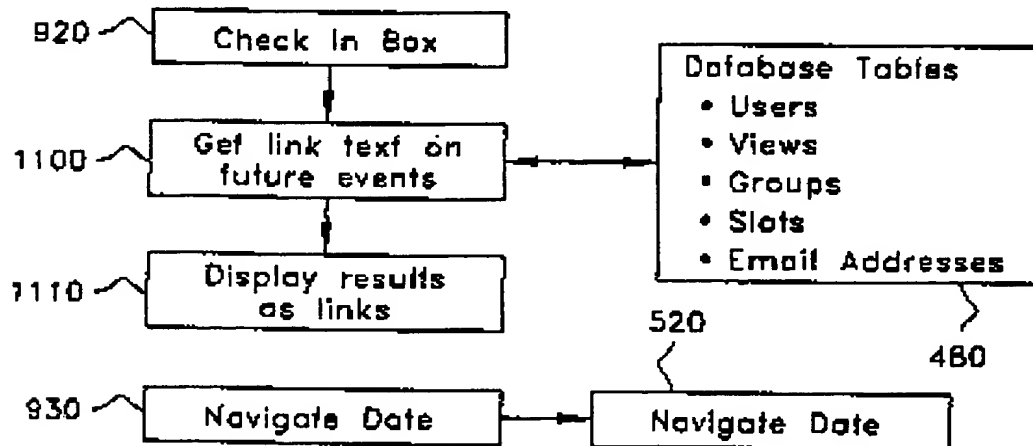 920
Check In Box
1100
Get link text on
future events
1110
Display results
as links
Database Tables
• Users
• Views
• Groups
• Slots
• Email Addresses
480
520
930
Navigate Date
Navigate Date